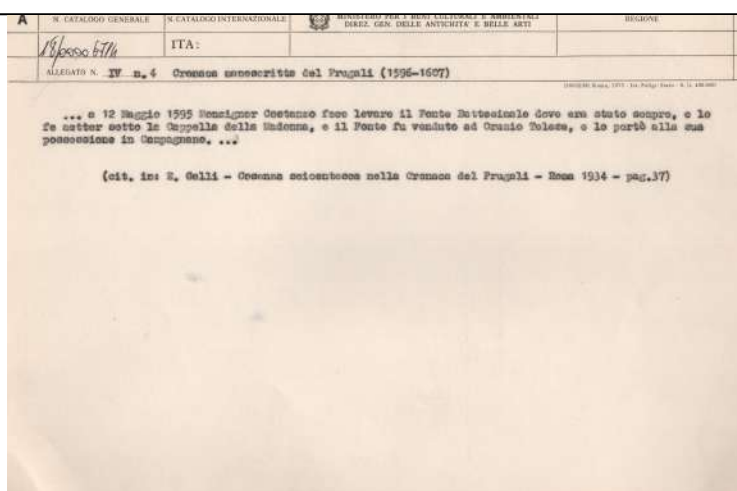 A
N. CATALOGO GENERALE
N. CATALOGO INTERNAZIONALE
MINISTERO PER I BENI CULTURALI E AMBIENTALI
DIREZ. GEN. DELLE ANTICHITA' E BELLE ARTI
REGIONE
ITA:
ALLEGATO N. IV n.4 Cronaca manoscritta del Frugali (1596-1607)
... a 12 Maggio 1595 Monsignor Costanzo fece levare il Fonte Battesimale dove era stato sempre, e lo
fe metter sotto la Cappella della Madonna, e il Fonte fu venduto ad Orazio Telese, e lo portò alla sua
possessione in Campagnano. ...
(cit. in: E. Galli - Cosenza seicentesca nella Cronaca del Frugali - Roma 1934 - pag.37)